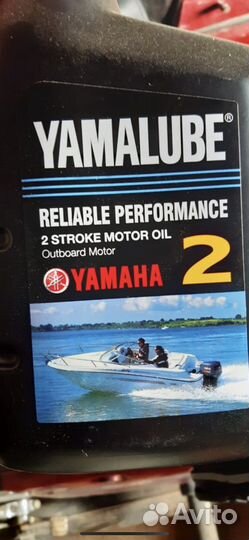 YAMALUBE®
RELIABLE PERFORMANCE
2 STROKE MOTOR OIL
Outboard Motor
2
YAMAHA
Avito